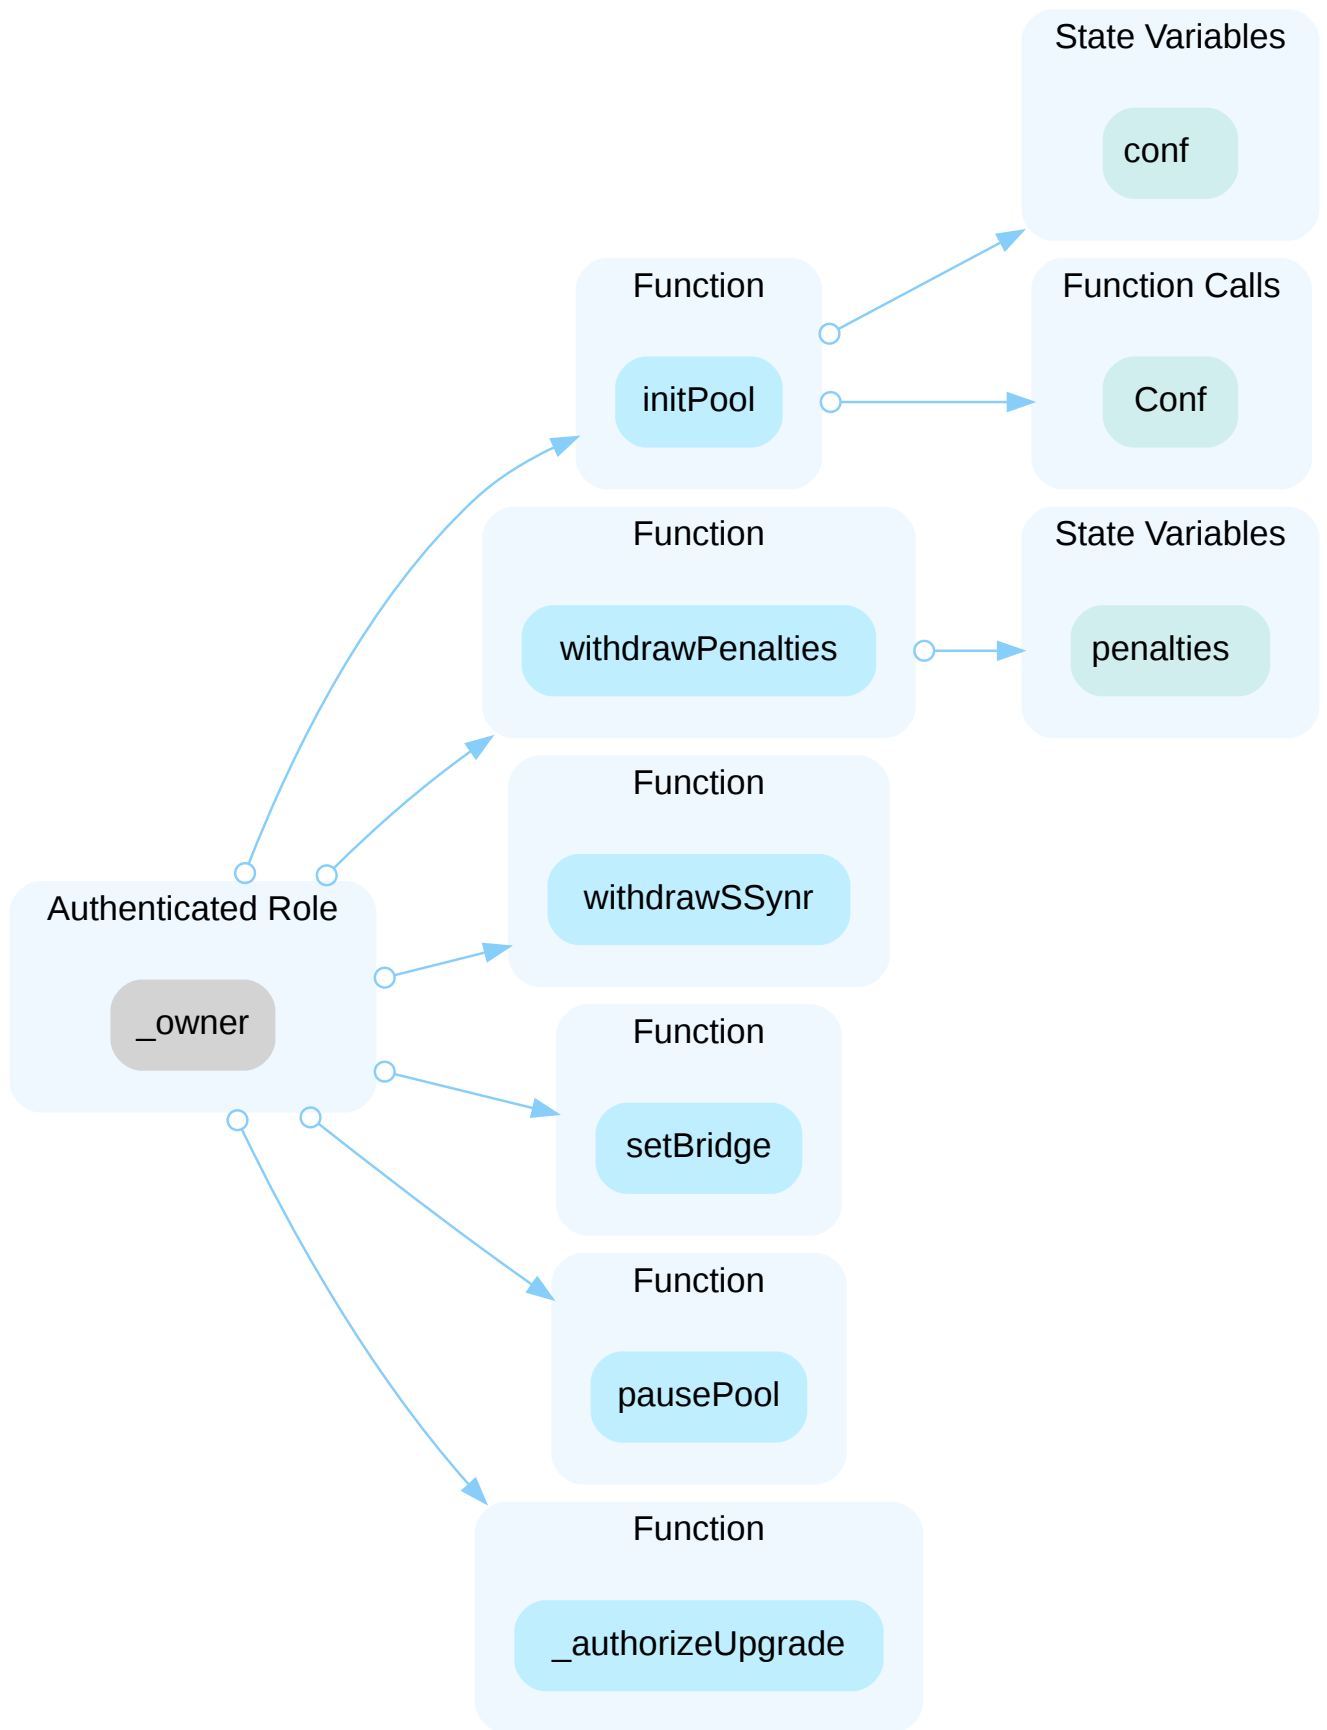 State Variables
conf
Function
initPool
Function Calls
Conf
Function
withdrawPenalties
State Variables
penalties
Function
withdrawSSynr
Authenticated Role
_owner
Function
setBridge
Function
pausePool
Function
_authorizeUpgrade